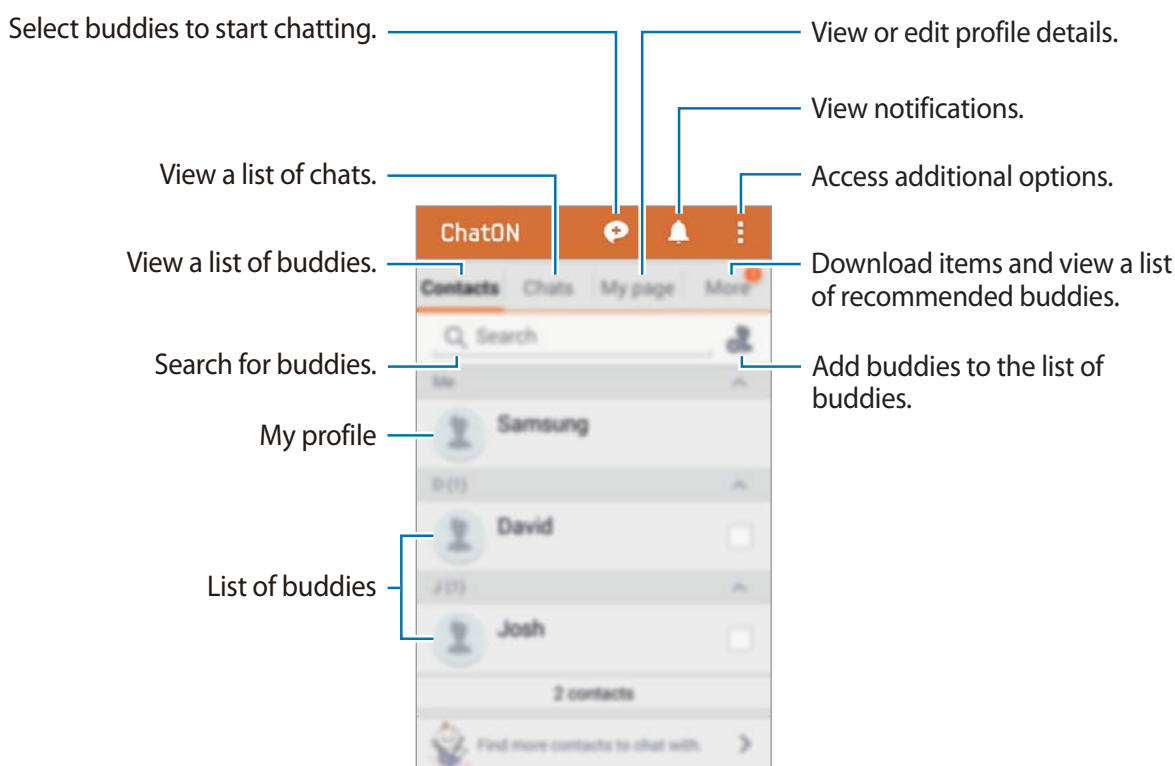 Select buddies to start chatting.
View or edit profile details.
View notifications.
View a list of chats.
Access additional options.
ChatON
View a list of buddies.
Download items and view a list
of recommended buddies.
Contacts Chats My page More
Search
Search for buddies.
Add buddies to the list of
buddies.
Me
My profile
Samsung
D (1)
David
List of buddies
J (1)
Josh
2 contacts
Find more contacts to chat with.